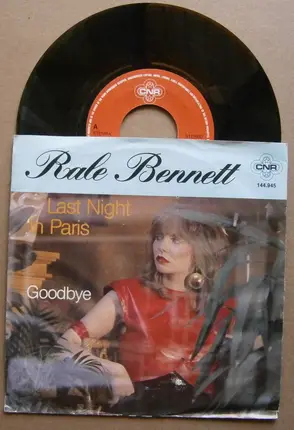 A
CNR
Rale Bennett
CNR
144.945
Last Night
In Paris
Goodbye